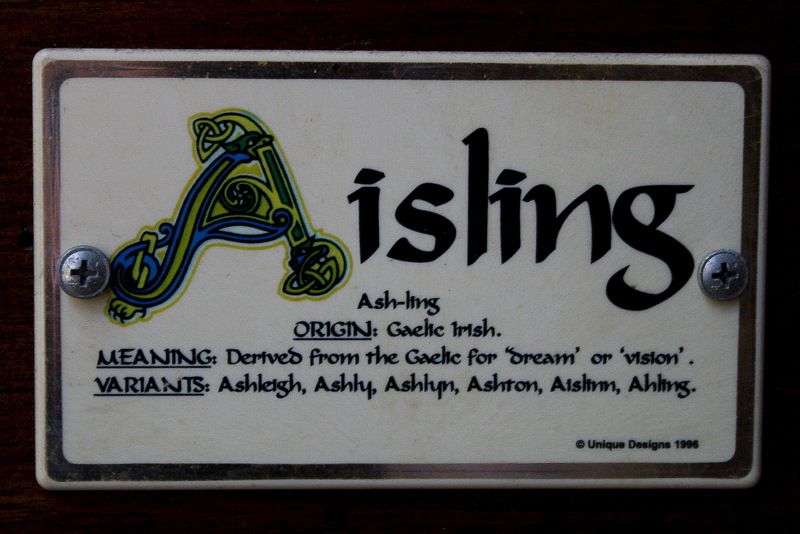 Aisling
Ash-ling
ORIGIN: Gaelic Irish.
MEANING: Derived from the Gaelic for 'dream' or 'vision'.
VARIANTS: Ashleigh, Ashly, Ashlyn, Ashton, Aislinn, Ahling.
© Unique Designs 1996